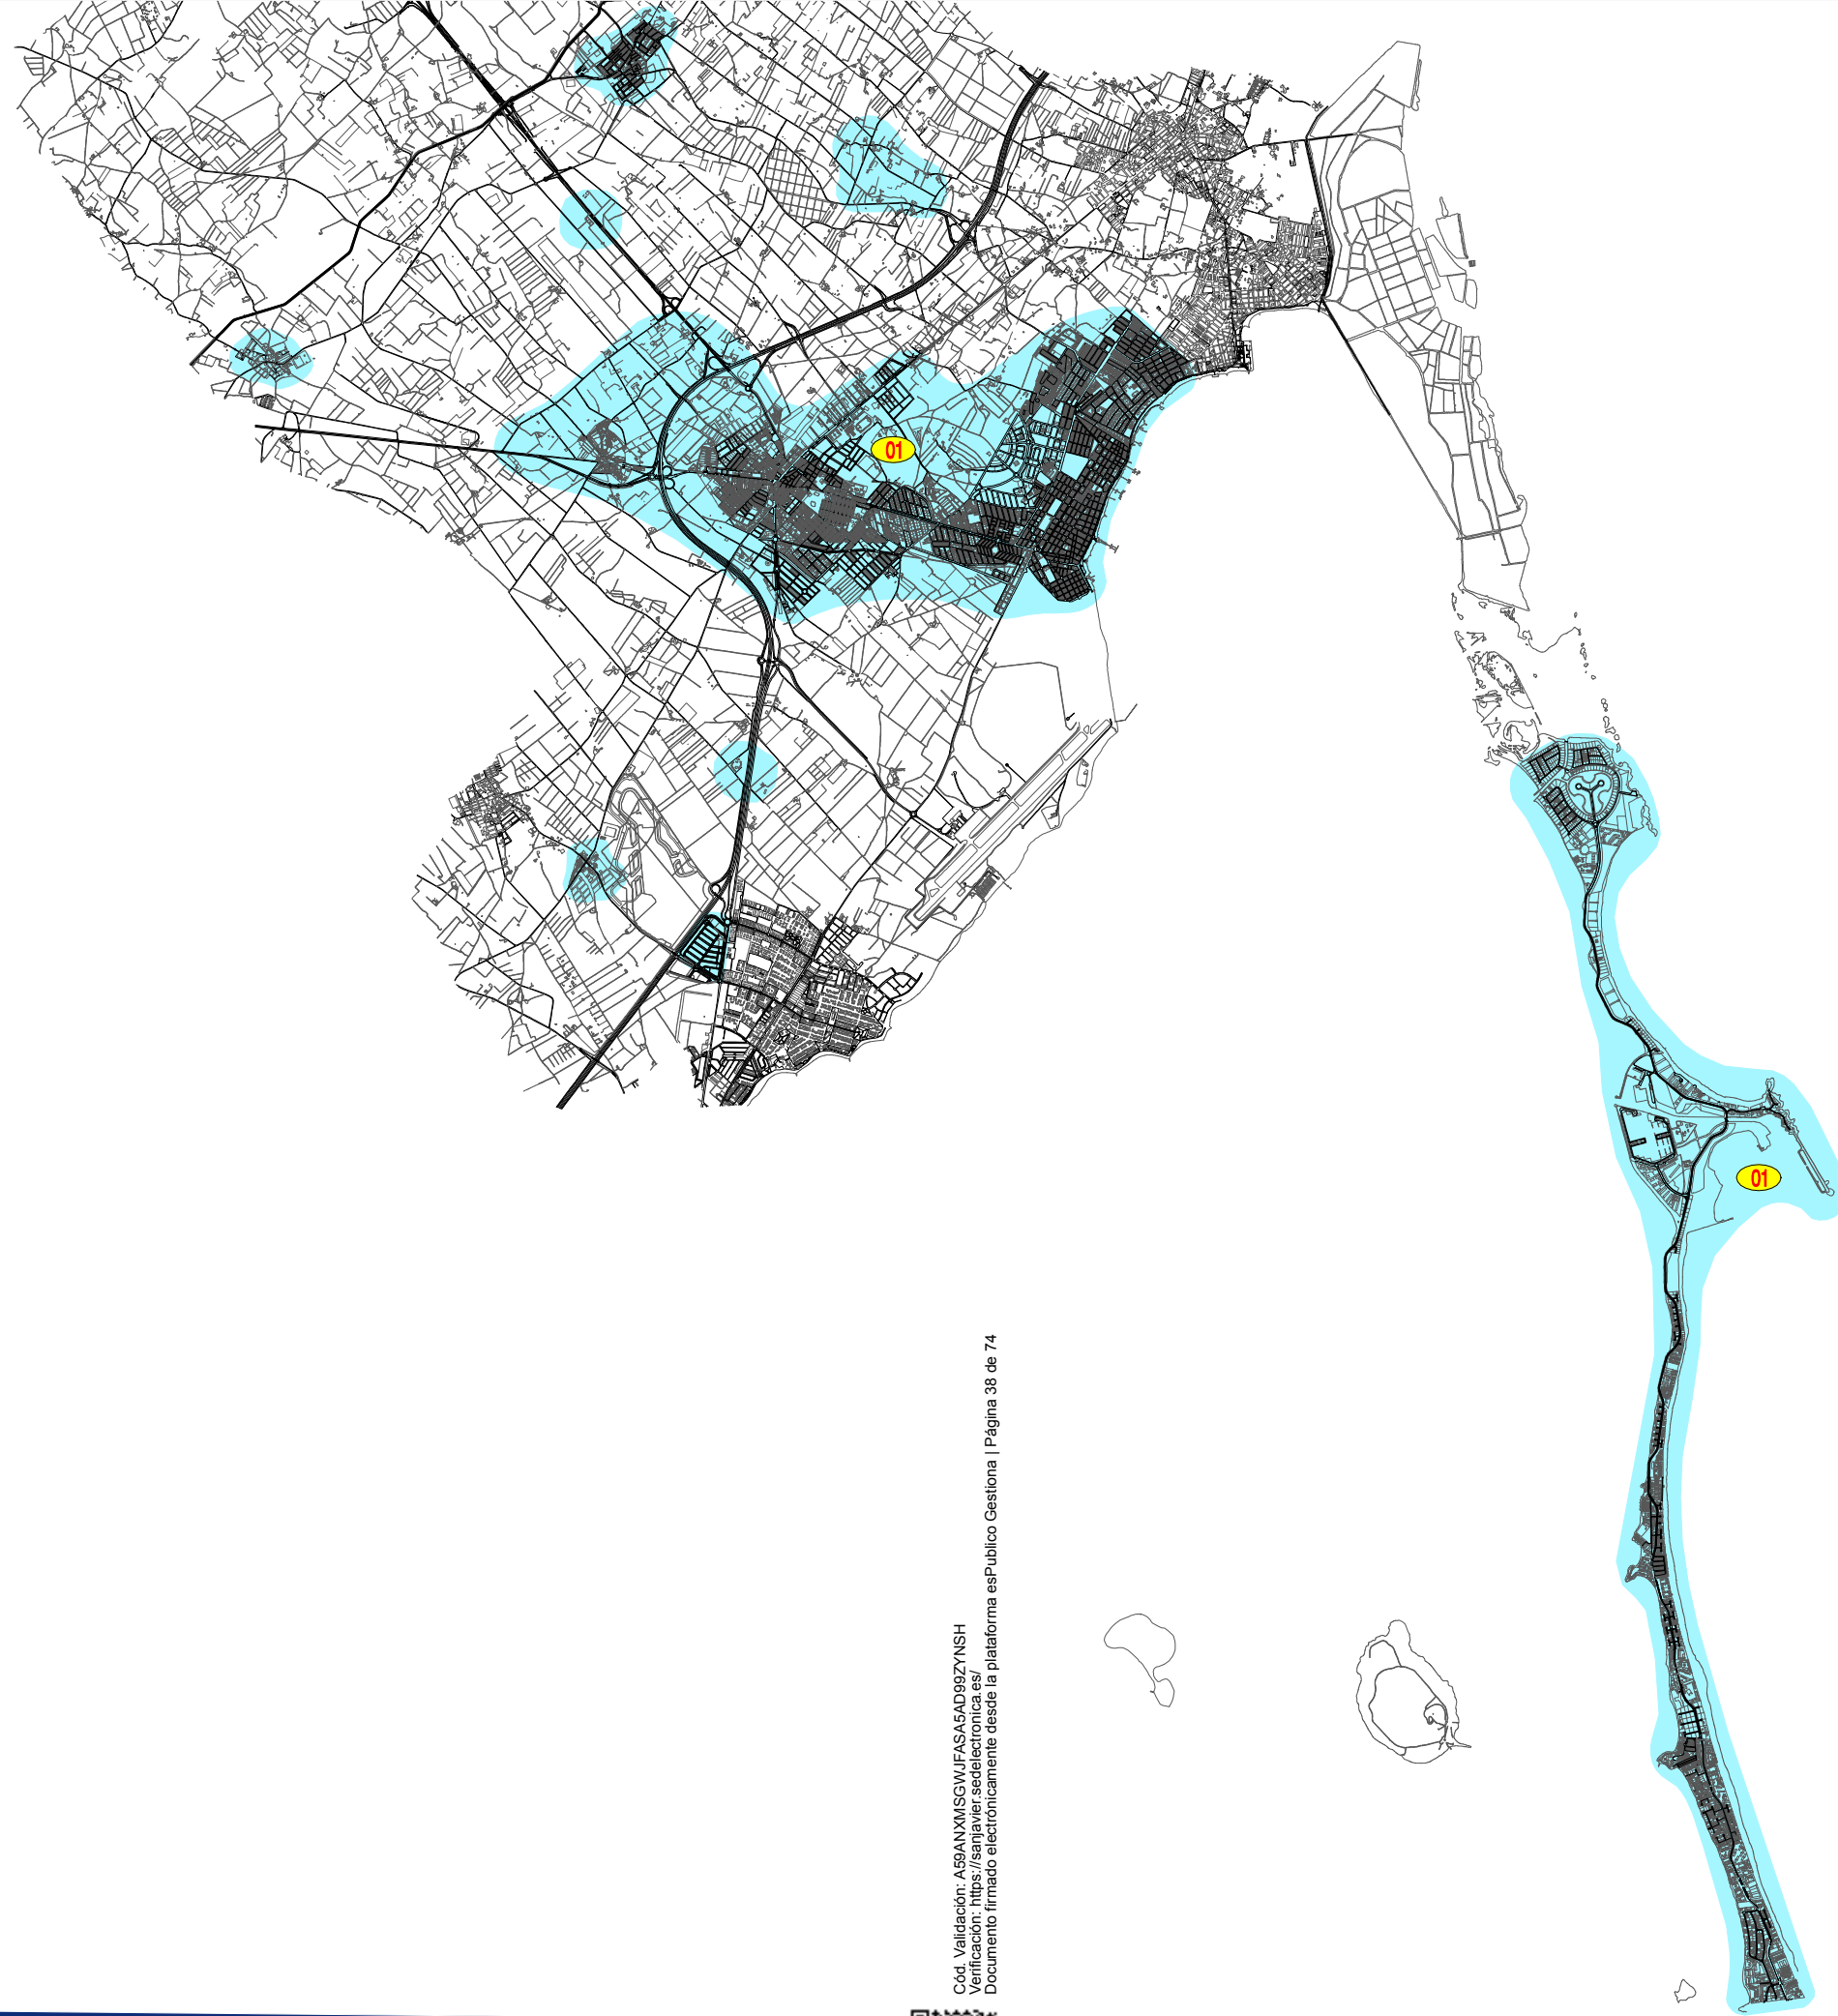 01
01
Cód. Validación: A59ANXMSGWJFASA5AD99ZYNSH
Verificación: https://sanjavier.sedelectronica.es/
Documento firmado electrónicamente desde la plataforma esPublico Gestiona | Página 38 de 74